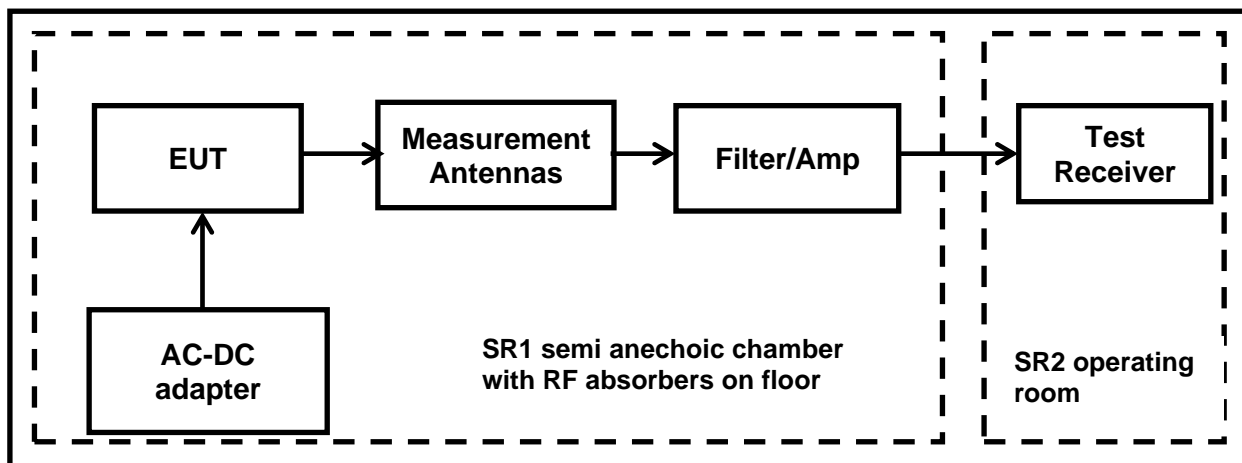 EUT
Measurement
Antennas
Filter/Amp
Test
Receiver
AC-DC
adapter
SR1 semi anechoic chamber
with RF absorbers on floor
SR2 operating
room